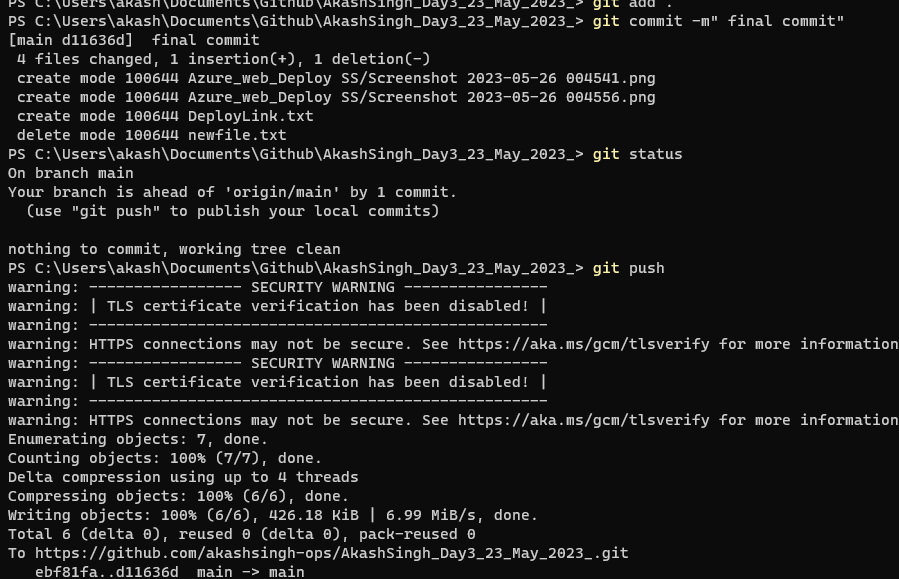 PS C:\Users\akash\Documents\Github\AkashSingh_Day3_23_May_2023_> git add .
PS C:\Users\akash\Documents\Github\AkashSingh_Day3_23_May_2023_> git commit -m" final commit"
[main d11636d]  final commit
 4 files changed, 1 insertion(+), 1 deletion(-)
 create mode 100644 Azure_web_Deploy SS/Screenshot 2023-05-26 004541.png
 create mode 100644 Azure_web_Deploy SS/Screenshot 2023-05-26 004556.png
 create mode 100644 DeployLink.txt
 delete mode 100644 newfile.txt
PS C:\Users\akash\Documents\Github\AkashSingh_Day3_23_May_2023_> git status
On branch main
Your branch is ahead of 'origin/main' by 1 commit.
  (use "git push" to publish your local commits)
nothing to commit, working tree clean
PS C:\Users\akash\Documents\Github\AkashSingh_Day3_23_May_2023_> git push
warning: ----------------- SECURITY WARNING ----------------
warning: | TLS certificate verification has been disabled! |
warning: ---------------------------------------------------
warning: HTTPS connections may not be secure. See https://aka.ms/gcm/tlsverify for more information
warning: ----------------- SECURITY WARNING ----------------
warning: | TLS certificate verification has been disabled! |
warning: ---------------------------------------------------
warning: HTTPS connections may not be secure. See https://aka.ms/gcm/tlsverify for more information
Enumerating objects: 7, done.
Counting objects: 100% (7/7), done.
Delta compression using up to 4 threads
Compressing objects: 100% (6/6), done.
Writing objects: 100% (6/6), 426.18 KiB | 6.99 MiB/s, done.
Total 6 (delta 0), reused 0 (delta 0), pack-reused 0
To https://github.com/akashsingh-ops/AkashSingh_Day3_23_May_2023_.git
   ebf81fa..d11636d  main -> main